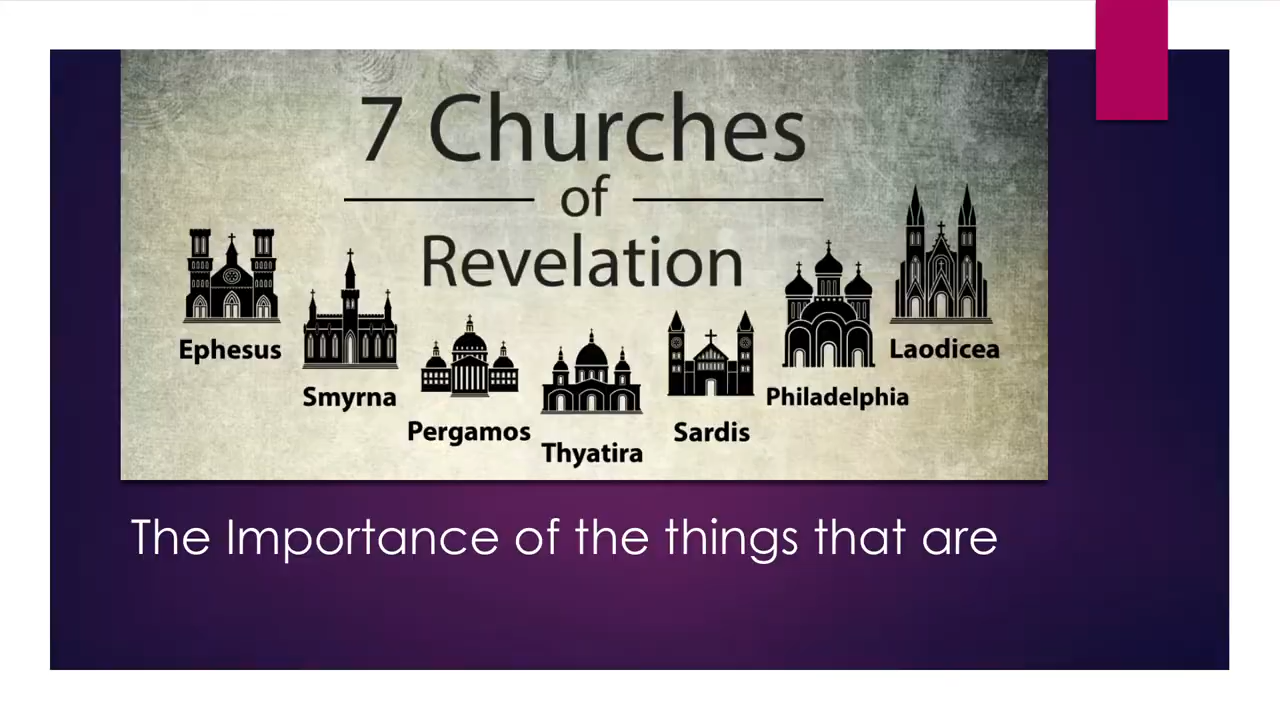 7 Churches
of
Revelation
Ephesus
Smyrna
Pergamos
Thyatira
Sardis
Philadelphia
Laodicea
The Importance of the things that are